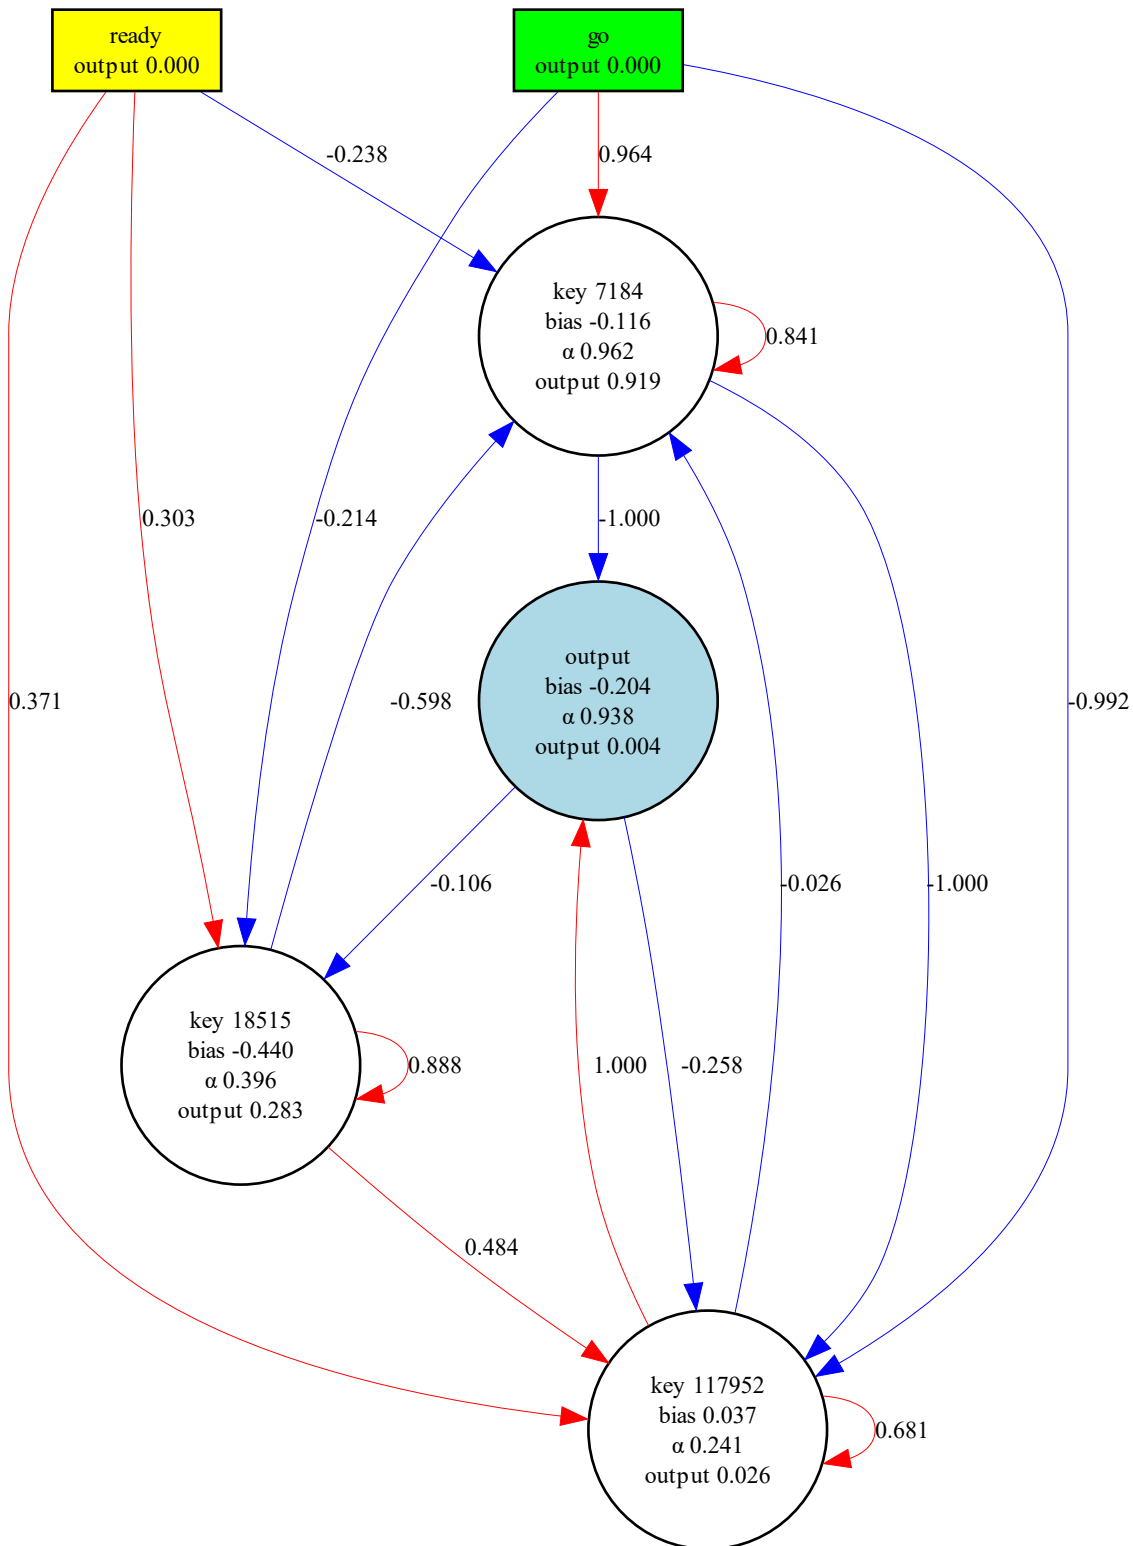 ready
output 0.000
go
output 0.000
-0.238
0.964
key 7184
bias -0.116
α 0.962
output 0.919
0.841
0.303
-0.214
-1.000
output
bias -0.204
α 0.938
output 0.004
0.371
-0.598
-0.992
-0.106
-0.026
-1.000
key 18515
bias -0.440
α 0.396
output 0.283
0.888
1.000
-0.258
0.484
key 117952
bias 0.037
α 0.241
output 0.026
0.681